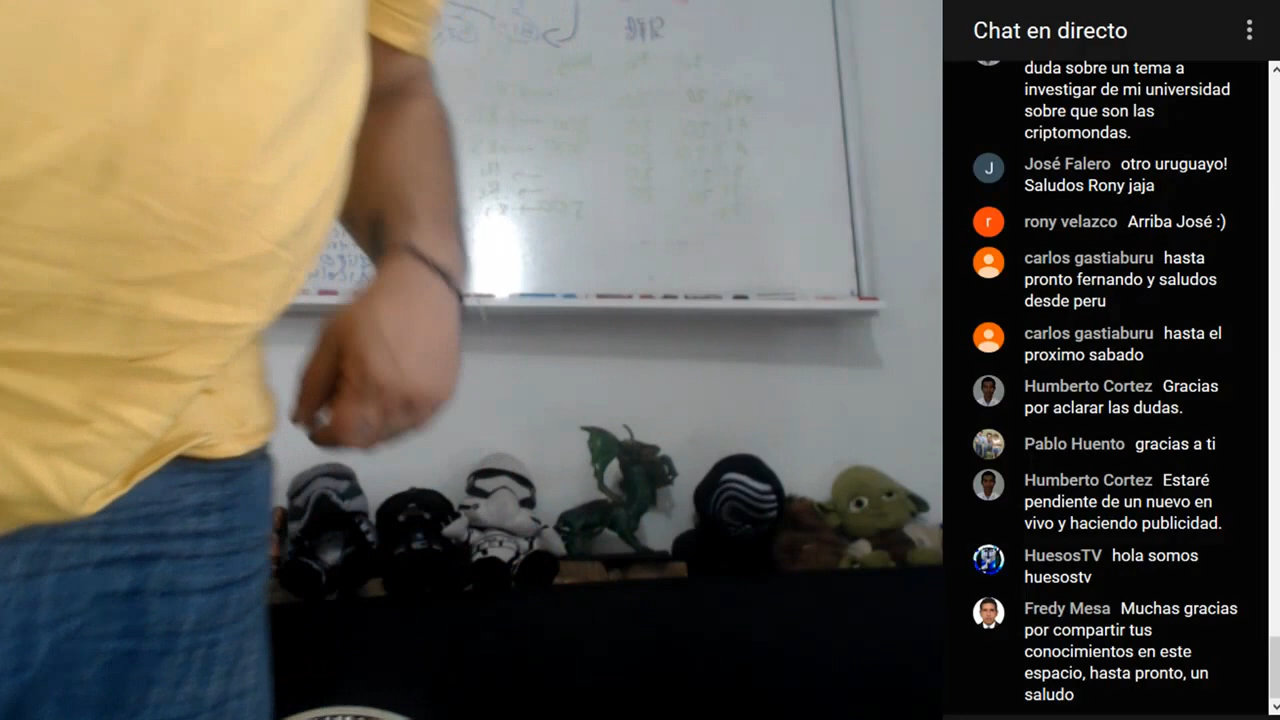 Chat en directo
duda sobre un tema a
investigar de mi universidad
sobre que son las
criptomondas.
José Falero otro uruguayo!
Saludos Rony jaja
rony velazco Arriba José :)
carlos gastiaburu hasta
pronto fernando y saludos
desde peru
carlos gastiaburu hasta el
proximo sabado
Humberto Cortez Gracias
por aclarar las dudas.
Pablo Huento gracias a ti
Humberto Cortez Estaré
pendiente de un nuevo en
vivo y haciendo publicidad.
HuesosTV hola somos
huesostv
Fredy Mesa Muchas gracias
por compartir tus
conocimientos en este
espacio, hasta pronto, un
saludo